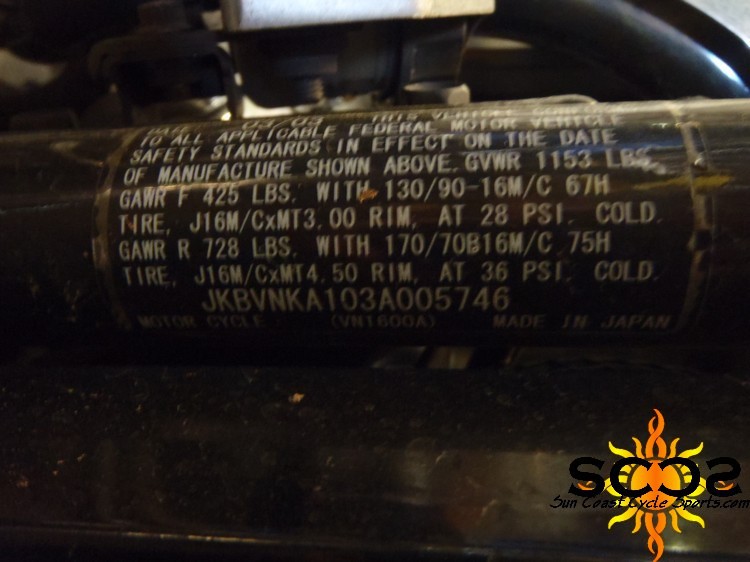 /03 THIS VEHICLE
TO ALL APPLICABLE FEDERAL MOTOR VEHICLE
SAFETY STANDARDS IN EFFECT ON THE DATE
OF MANUFACTURE SHOWN ABOVE. GVWR 1153 LBS.
GAWR F 425 LBS. WITH 130/90-16M/C 67H
TIRE, J16M/CxMT3.00 RIM, AT 28 PSI. COLD.
GAWR R 728 LBS. WITH 170/70B16M/C 75H
TIRE, J16M/CxMT4.50 RIM, AT 36 PSI. COLD.
JKBVNKA103A005746
MOTOR CYCLE (VN1600A) MADE IN JAPAN
SCCS
Sun Coast Cycle Sports.com